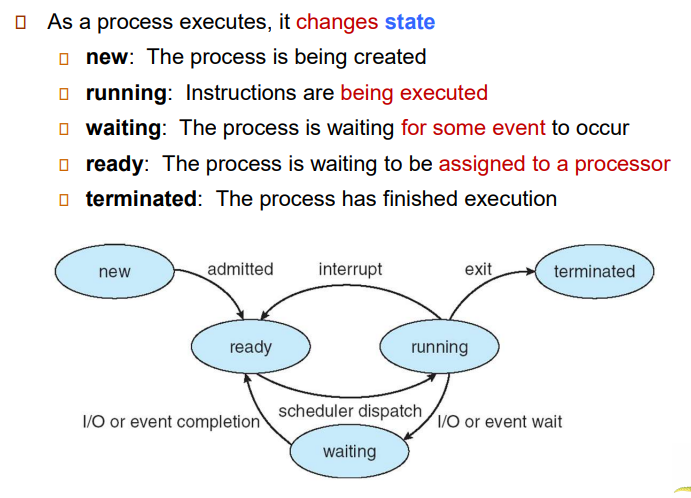 As a process executes, it changes state
new: The process is being created
running: Instructions are being executed
waiting: The process is waiting for some event to occur
ready: The process is waiting to be assigned to a processor
terminated: The process has finished execution
new
admitted
interrupt
exit
terminated
ready
running
I/O or event completion
scheduler dispatch
I/O or event wait
waiting